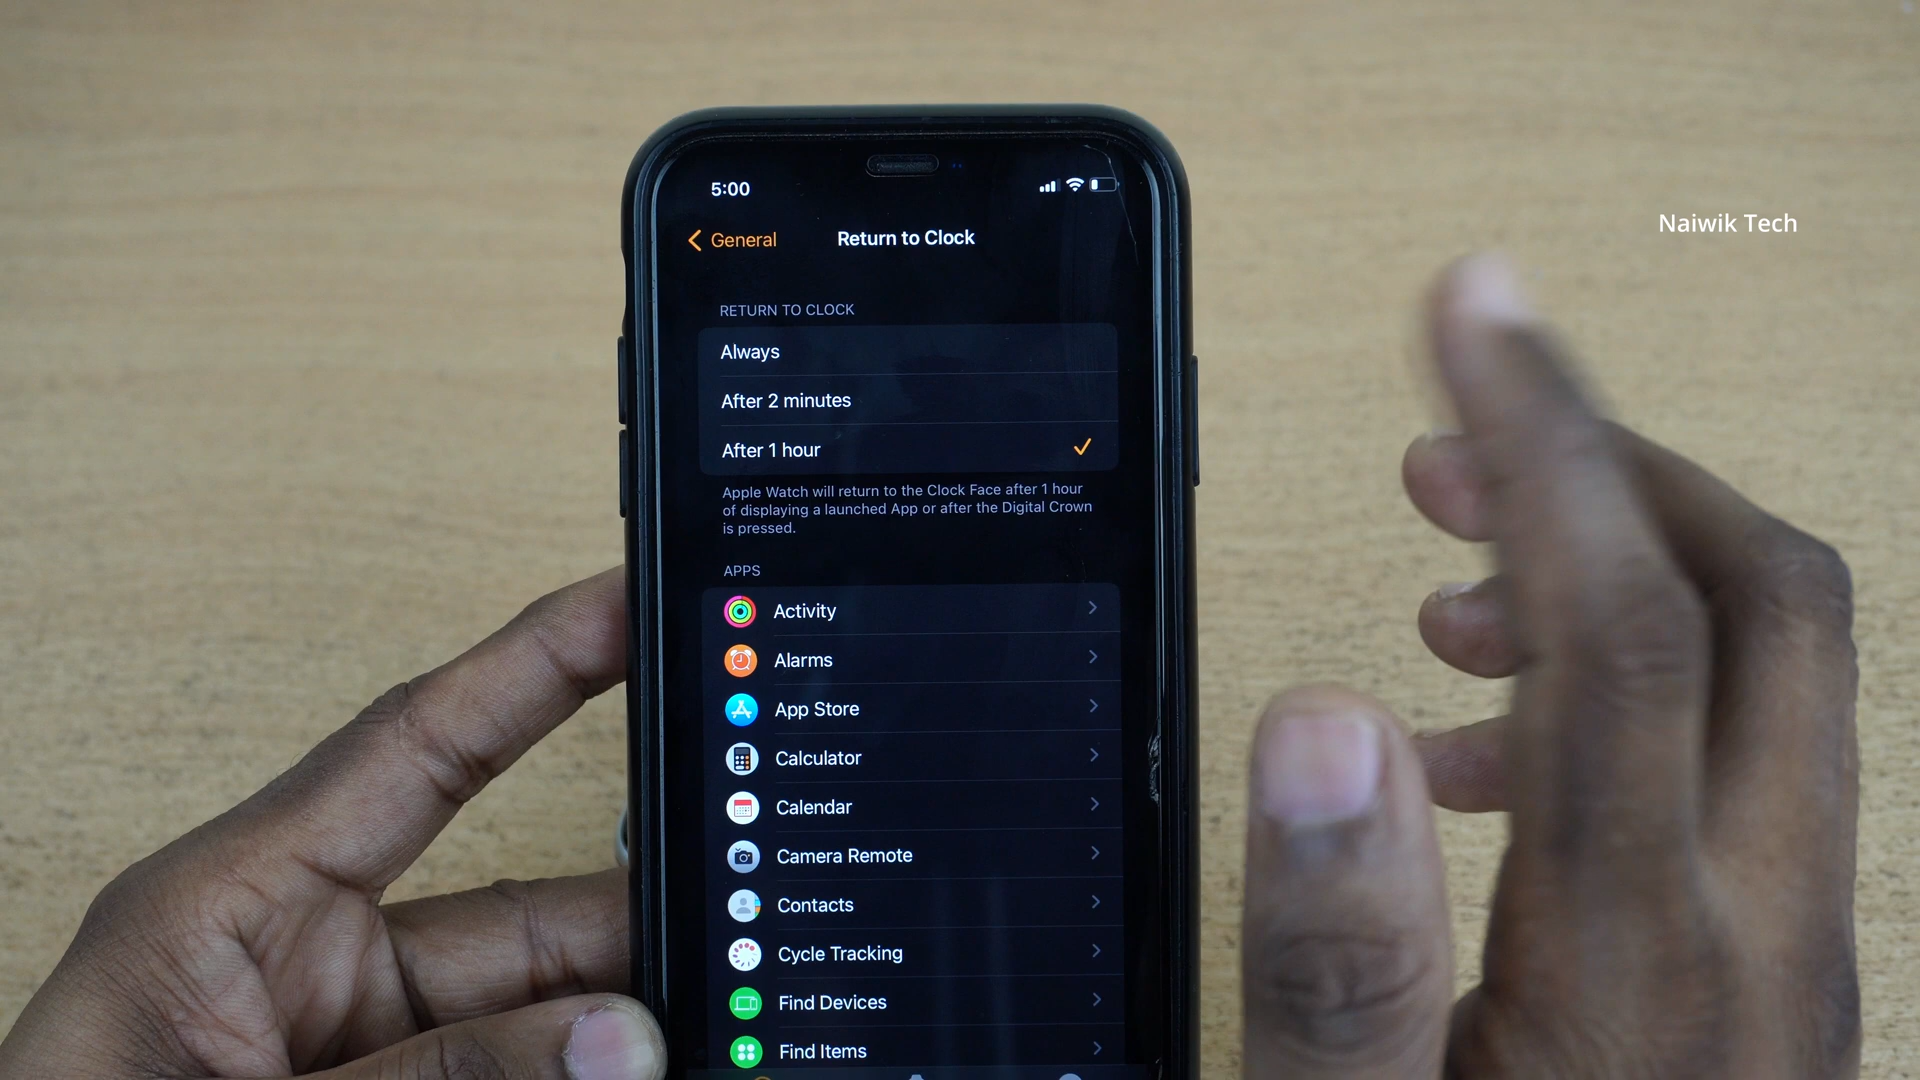 5:00
General
Return to Clock
Naiwik Tech
RETURN TO CLOCK
Always
After 2 minutes
After 1 hour
Apple Watch will return to the Clock Face after 1 hour
of displaying a launched App or after the Digital Crown
is pressed.
APPS
Activity
Alarms
App Store
Calculator
Calendar
Camera Remote
Contacts
Cycle Tracking
Find Devices
Find Items